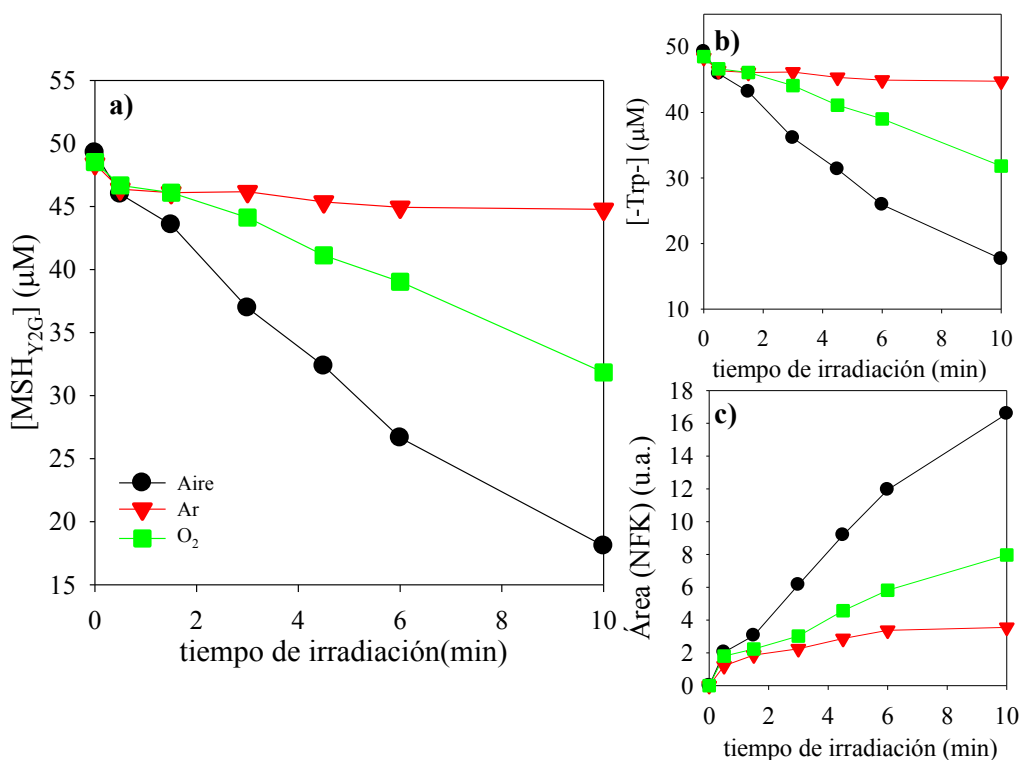 a)
55
50
45
40
35
30
25
20
15
[MSH_Y2G] (µM)
Aire
Ar
O₂
0 2 4 6 8 10
tiempo de irradiación(min)
b)
50
40
30
20
10
[-Trp-] (µM)
0 2 4 6 8 10
tiempo de irradiación (min)
c)
18
16
14
12
10
8
6
4
2
0
Área (NFK) (u.a.)
0 2 4 6 8 10
tiempo de irradiación (min)